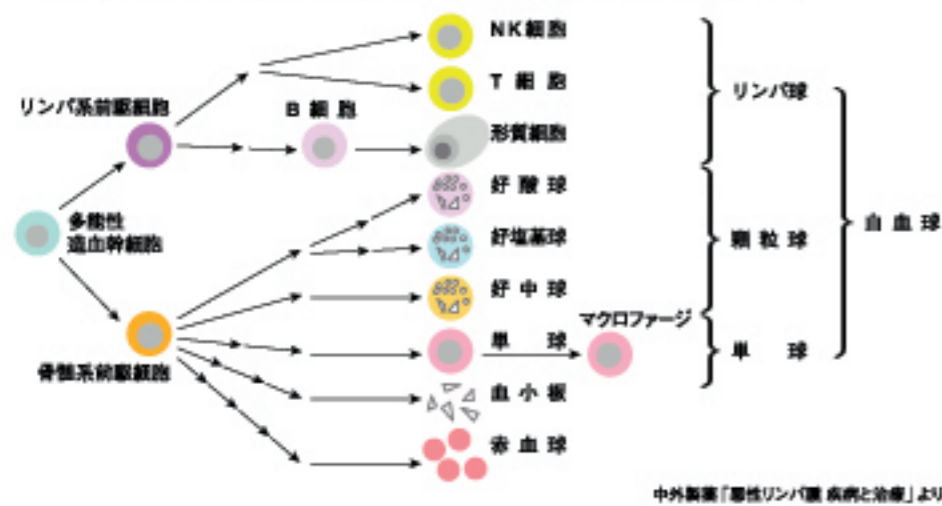 NK細胞
T 細 胞
リンパ球
リンパ系前駆細胞
B 細 胞
形質細胞
好 酸 球
多能性
造血幹細胞
好塩基球
顆 粒 球
白 血 球
好 中 球
マクロファージ
単 球
単 球
骨髄系前駆細胞
血 小 板
赤 血 球
中外製薬「悪性リンパ腫 疾病と治療」より